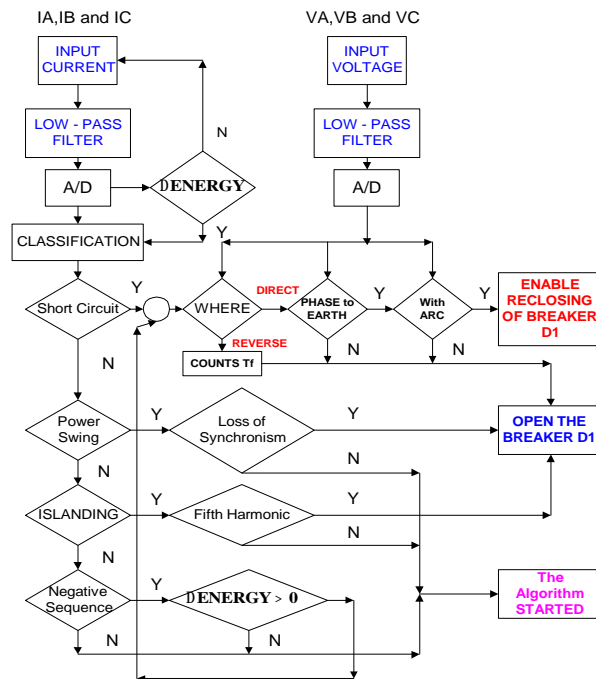 IA,IB and IC
VA,VB and VC
INPUT
CURRENT
INPUT
VOLTAGE
N
LOW - PASS
FILTER
LOW - PASS
FILTER
A/D
DENERGY
A/D
Y
CLASSIFICATION
Short Circuit
Y
WHERE
DIRECT
PHASE to
EARTH
Y
With
ARC
Y
ENABLE
RECLOSING
OF BREAKER
D1
REVERSE
COUNTS Tf
N
N
N
Power
Swing
Y
Loss of
Synchronism
Y
OPEN THE
BREAKER D1
N
N
ISLANDING
Y
Fifth Harmonic
Y
N
N
Negative
Sequence
Y
DENERGY > 0
The
Algorithm
STARTED
N
N